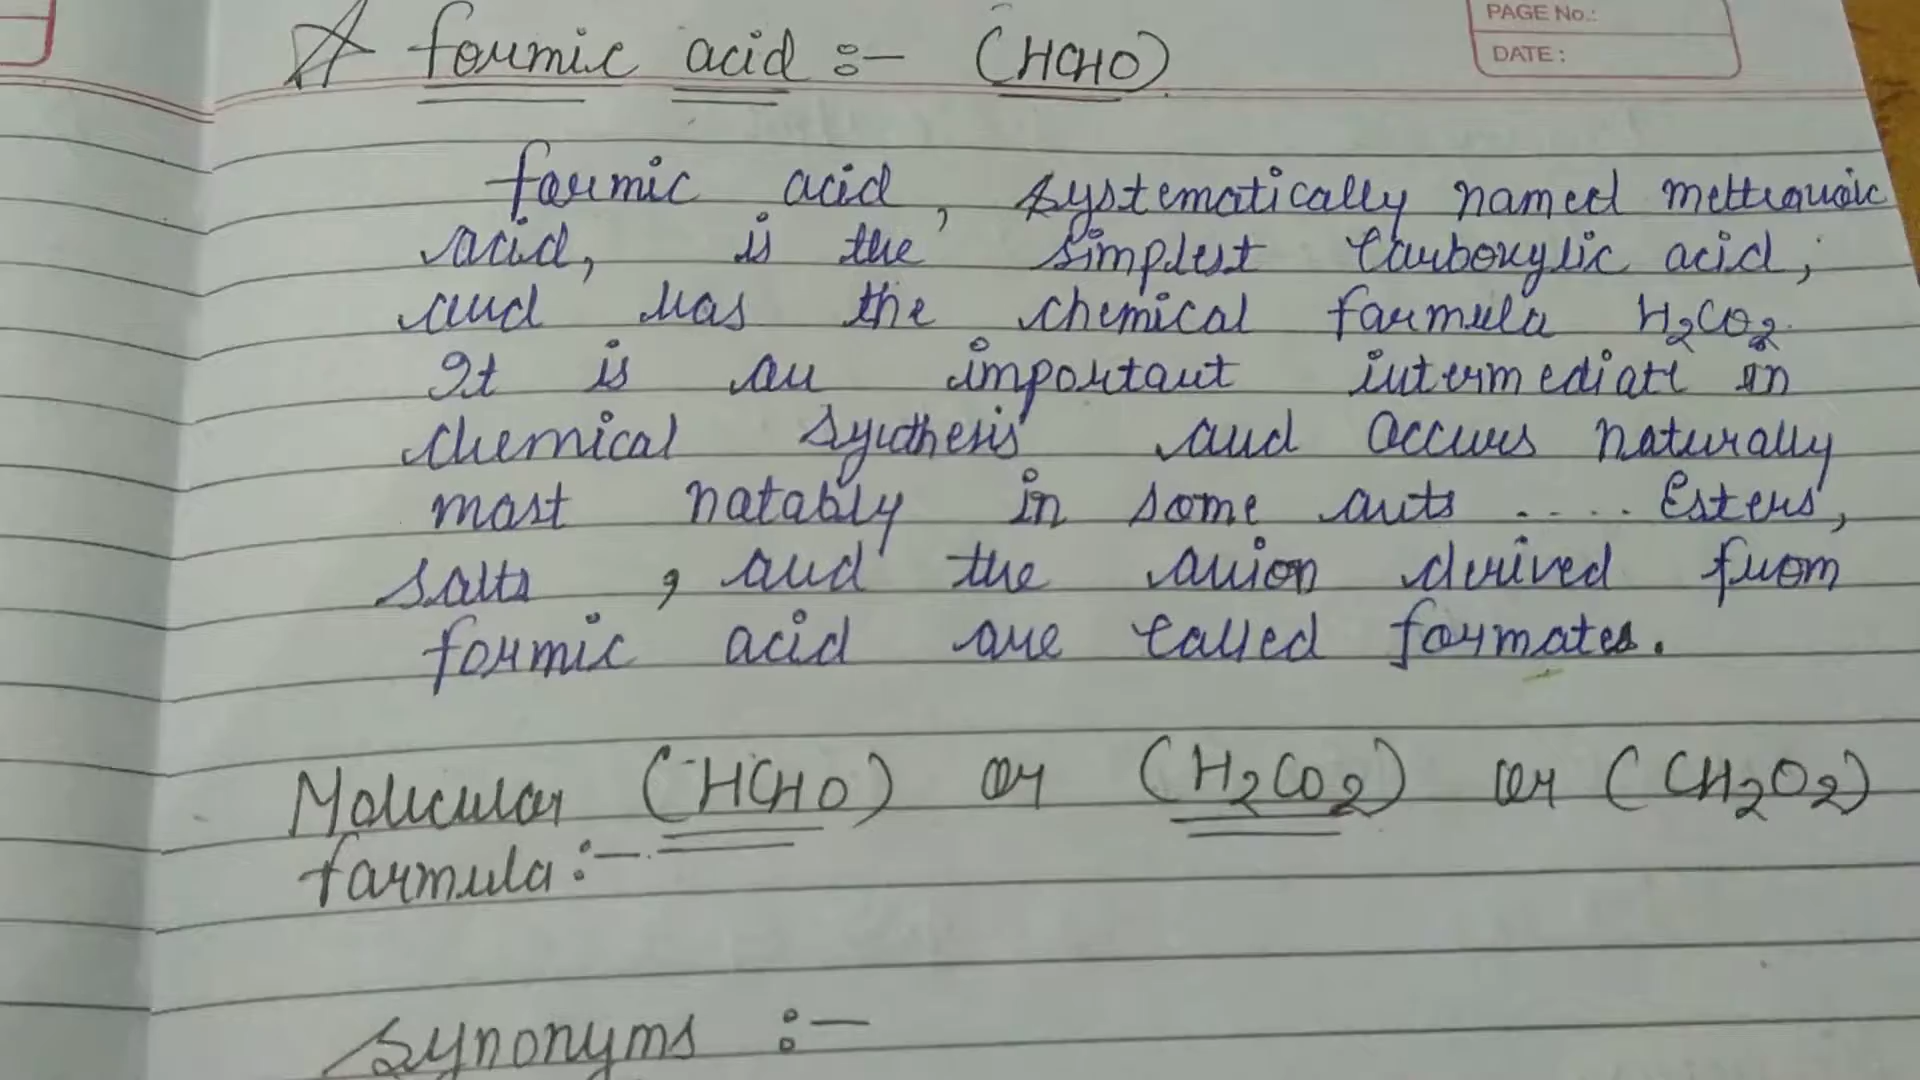 PAGE No.:
DATE:
☆ formic acid :- (HCHO)
formic acid, systematically named methanoic
acid, is the simplest Carboxylic acid,
and has the chemical formula H₂CO₂.
It is an important intermediate in
chemical synthesis and occurs naturally
most notably in some ants .... Esters,
salts, and the anion derived from
formic acid are called formates.
Molecular (HCHO) or (H₂CO₂) or (CH₂O₂)
formula :-
Synonyms :-